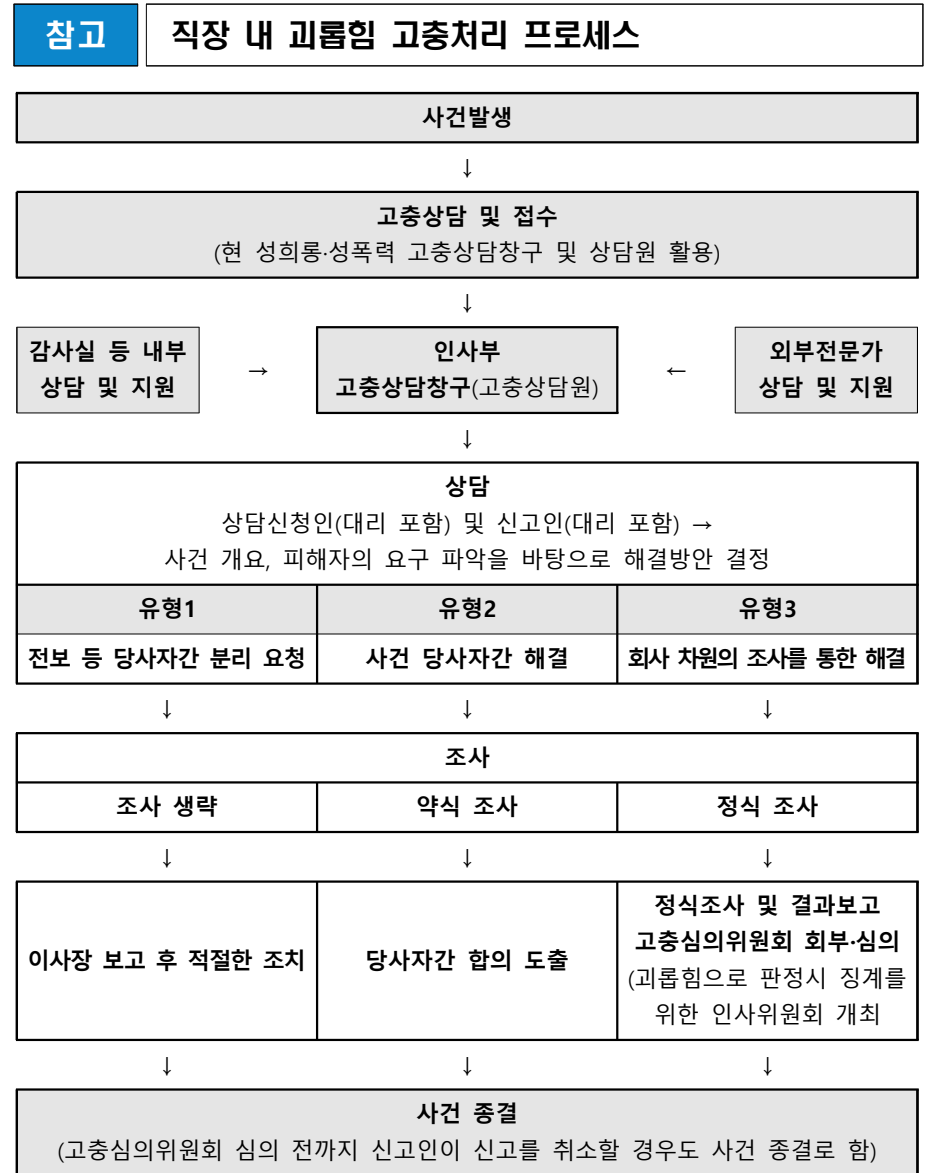 참고 직장 내 괴롭힘 고충처리 프로세스
사건발생
↓
고충상담 및 접수
(현 성희롱·성폭력 고충상담창구 및 상담원 활용)
↓
감사실 등 내부
상담 및 지원
→
인사부
고충상담창구(고충상담원)
←
외부전문가
상담 및 지원
↓
상담
상담신청인(대리 포함) 및 신고인(대리 포함) →
사건 개요, 피해자의 요구 파악을 바탕으로 해결방안 결정
유형1 유형2 유형3
전보 등 당사자간 분리 요청 사건 당사자간 해결 회사 차원의 조사를 통한 해결
↓ ↓ ↓
조사
조사 생략 약식 조사 정식 조사
↓ ↓ ↓
이사장 보고 후 적절한 조치
당사자간 합의 도출
정식조사 및 결과보고
고충심의위원회 회부·심의
(괴롭힘으로 판정시 징계를
위한 인사위원회 개최
↓ ↓ ↓
사건 종결
(고충심의위원회 심의 전까지 신고인이 신고를 취소할 경우도 사건 종결로 함)